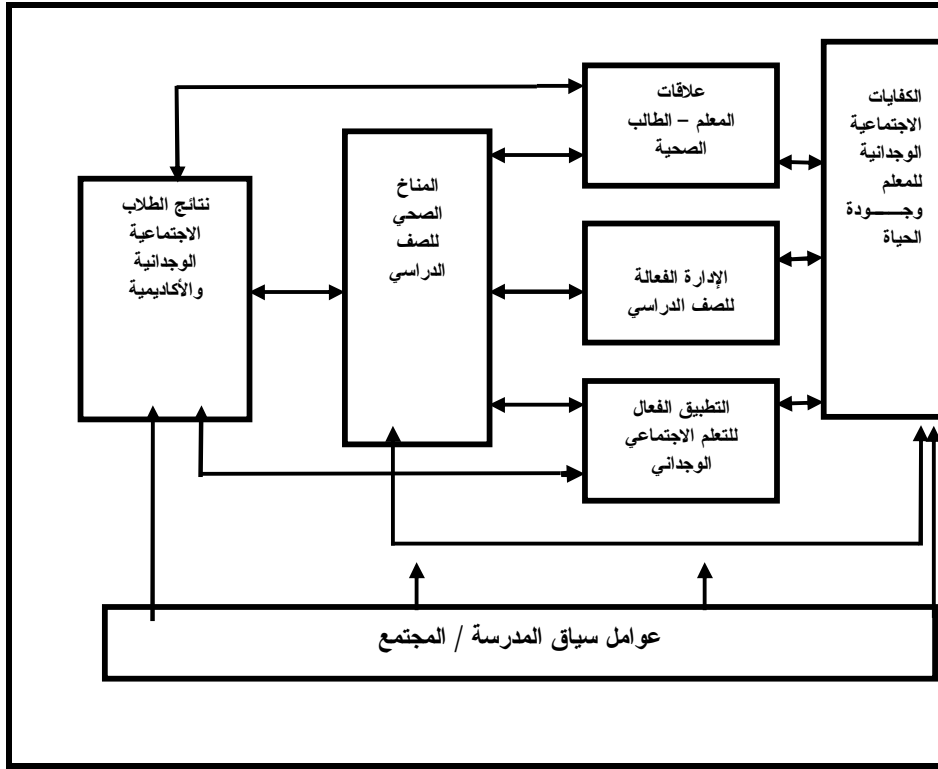 الكفايات
الاجتماعية
الوجدانية
للمعلم
وجـــــودة
الحياة
علاقات
المعلم – الطالب
الصحية
الإدارة الفعالة
للصف الدراسي
التطبيق الفعال
للتعلم الاجتماعي
الوجداني
المناخ
الصحي
للصف
الدراسي
نتائج الطلاب
الاجتماعية
الوجدانية
والأكاديمية
عوامل سياق المدرسة / المجتمع